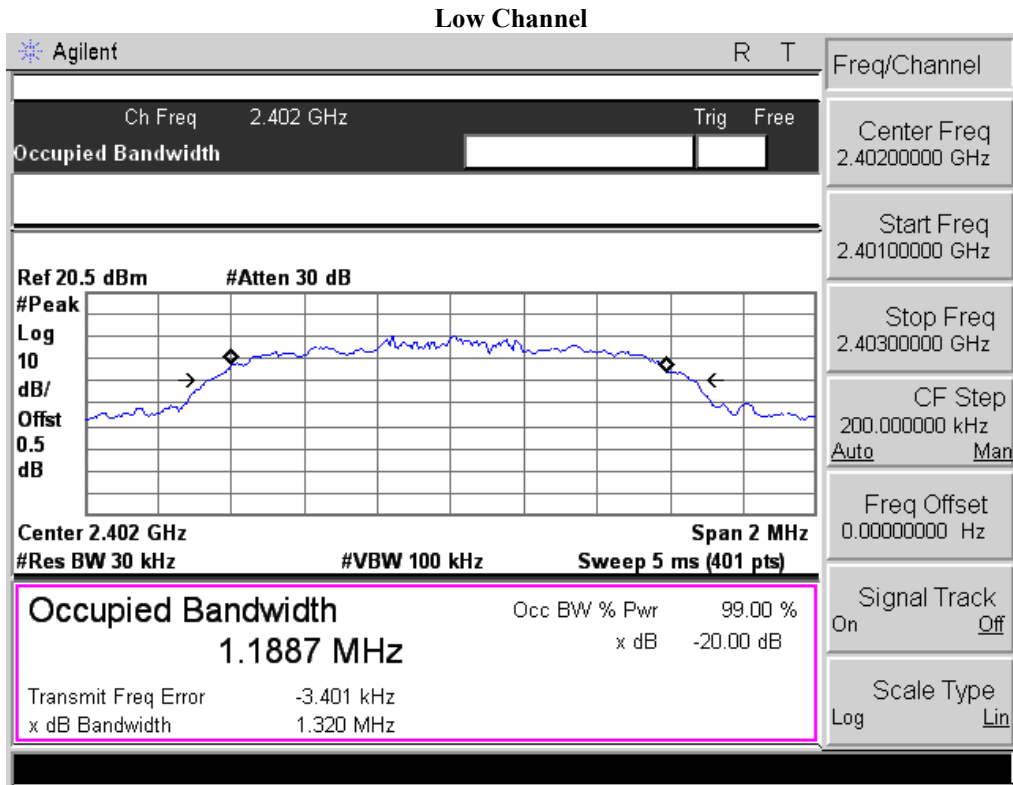 Low Channel
Agilent R T
Freq/Channel
Ch Freq 2.402 GHz Trig Free
Occupied Bandwidth
Center Freq
2.40200000 GHz
Start Freq
2.40100000 GHz
Ref 20.5 dBm #Atten 30 dB
#Peak
Log
10
dB/
Offst
0.5
dB
Stop Freq
2.40300000 GHz
CF Step
200.000000 kHz
Auto Man
Freq Offset
0.00000000 Hz
Center 2.402 GHz Span 2 MHz
#Res BW 30 kHz #VBW 100 kHz Sweep 5 ms (401 pts)
Occupied Bandwidth
1.1887 MHz
Occ BW % Pwr 99.00 %
x dB -20.00 dB
Transmit Freq Error -3.401 kHz
x dB Bandwidth 1.320 MHz
Signal Track
On Off
Scale Type
Log Lin